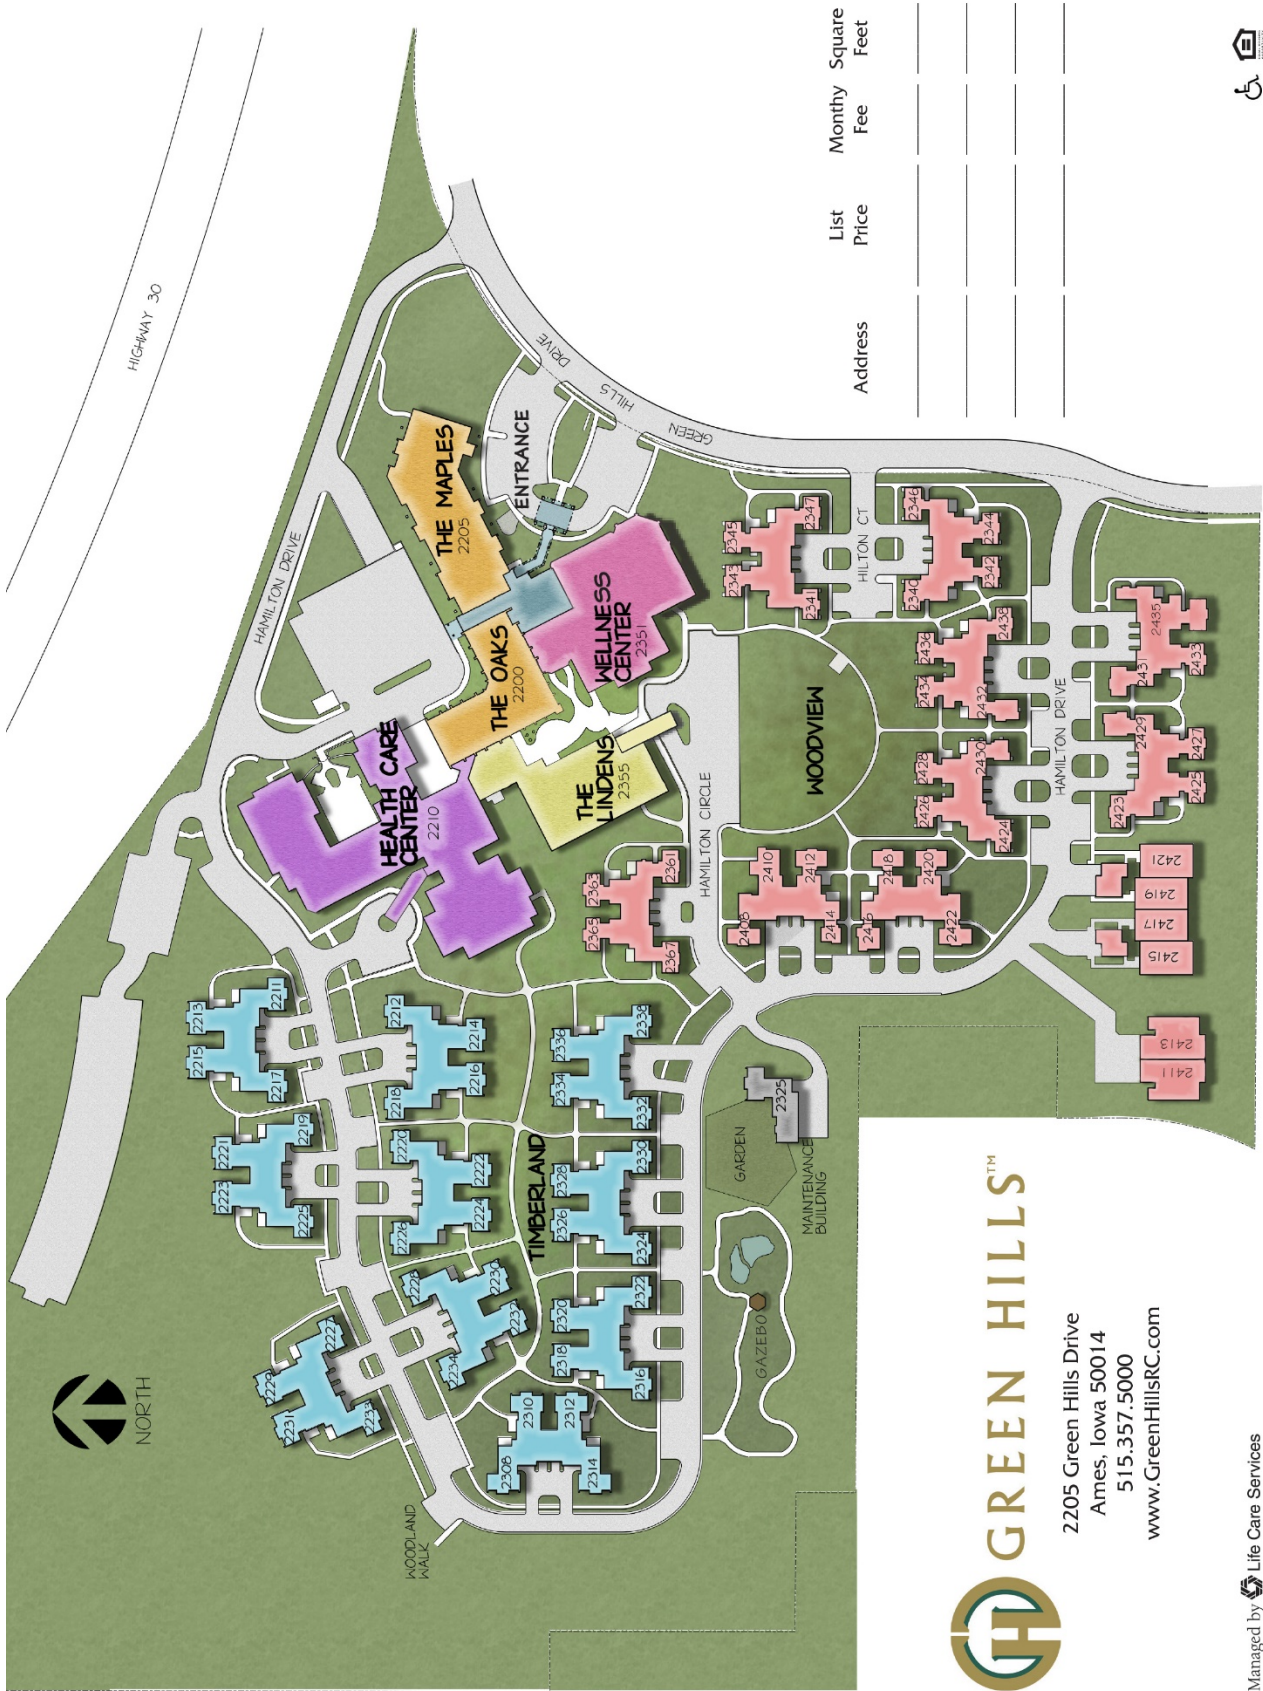 HIGHWAY 30
HAMILTON DRIVE
GREEN HILLS DRIVE
NORTH
WOODLAND
WALK
THE MAPLES
2205
ENTRANCE
THE OAKS
2200
WELLNESS
CENTER
2351
HEALTH CARE
CENTER
2210
THE
LINDENS
2355
HAMILTON CIRCLE
WOODVIEW
HILTON CT
HAMILTON DRIVE
TIMBERLAND
GARDEN
MAINTENANCE
BUILDING
2325
GAZEBO
2211
2213
2215
2217
2219
2221
2223
2225
2227
2229
2231
2233
2212
2214
2216
2218
2220
2222
2224
2226
2228
2230
2232
2234
2308
2310
2312
2314
2316
2318
2320
2322
2324
2326
2328
2330
2332
2334
2336
2338
2361
2363
2365
2367
2341
2343
2345
2347
2340
2342
2344
2346
2408
2410
2412
2414
2416
2418
2420
2422
2424
2426
2428
2430
2432
2434
2436
2438
2411
2413
2415
2417
2419
2421
2423
2425
2427
2429
2431
2433
2435
Address
List
Price
Monthy
Fee
Square
Feet
GREEN HILLS™
2205 Green Hills Drive
Ames, Iowa 50014
515.357.5000
www.GreenHillsRC.com
Managed by Life Care Services